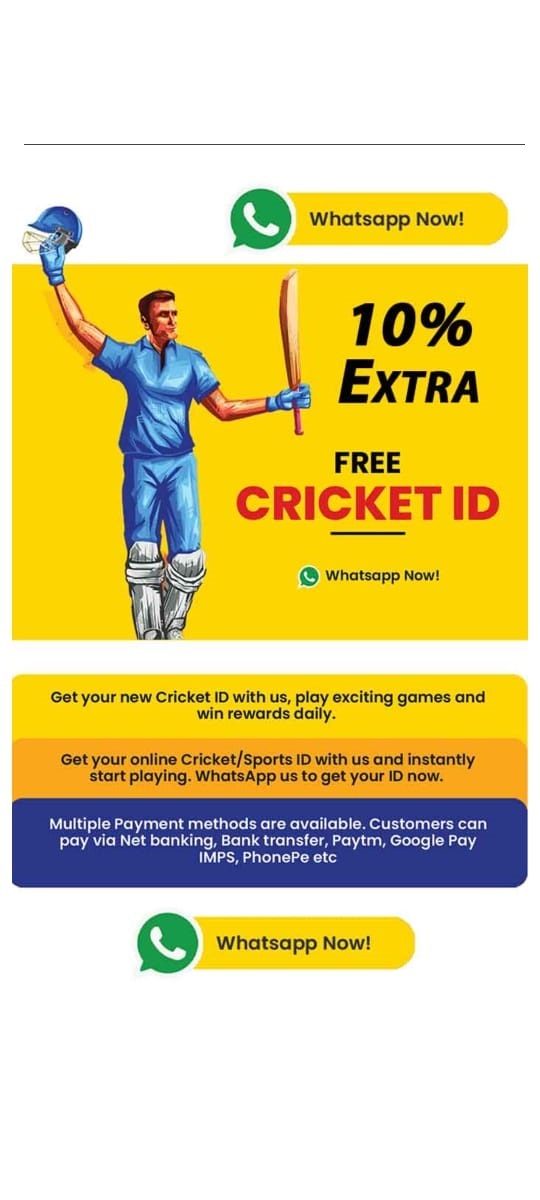 Whatsapp Now!
10%
EXTRA
FREE
CRICKET ID
Whatsapp Now!
Get your new Cricket ID with us, play exciting games and
win rewards daily.
Get your online Cricket/Sports ID with us and instantly
start playing. WhatsApp us to get your ID now.
Multiple Payment methods are available. Customers can
pay via Net banking, Bank transfer, Paytm, Google Pay
IMPS, PhonePe etc
Whatsapp Now!